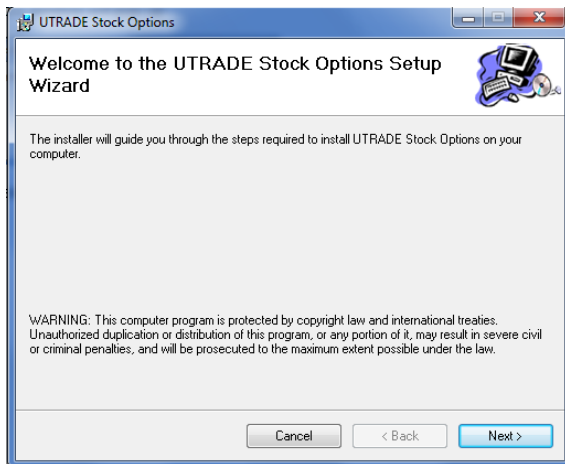 UTRADE Stock Options
Welcome to the UTRADE Stock Options Setup
Wizard
The installer will guide you through the steps required to install UTRADE Stock Options on your
computer.
WARNING: This computer program is protected by copyright law and international treaties.
Unauthorized duplication or distribution of this program, or any portion of it, may result in severe civil
or criminal penalties, and will be prosecuted to the maximum extent possible under the law.
Cancel
< Back
Next >